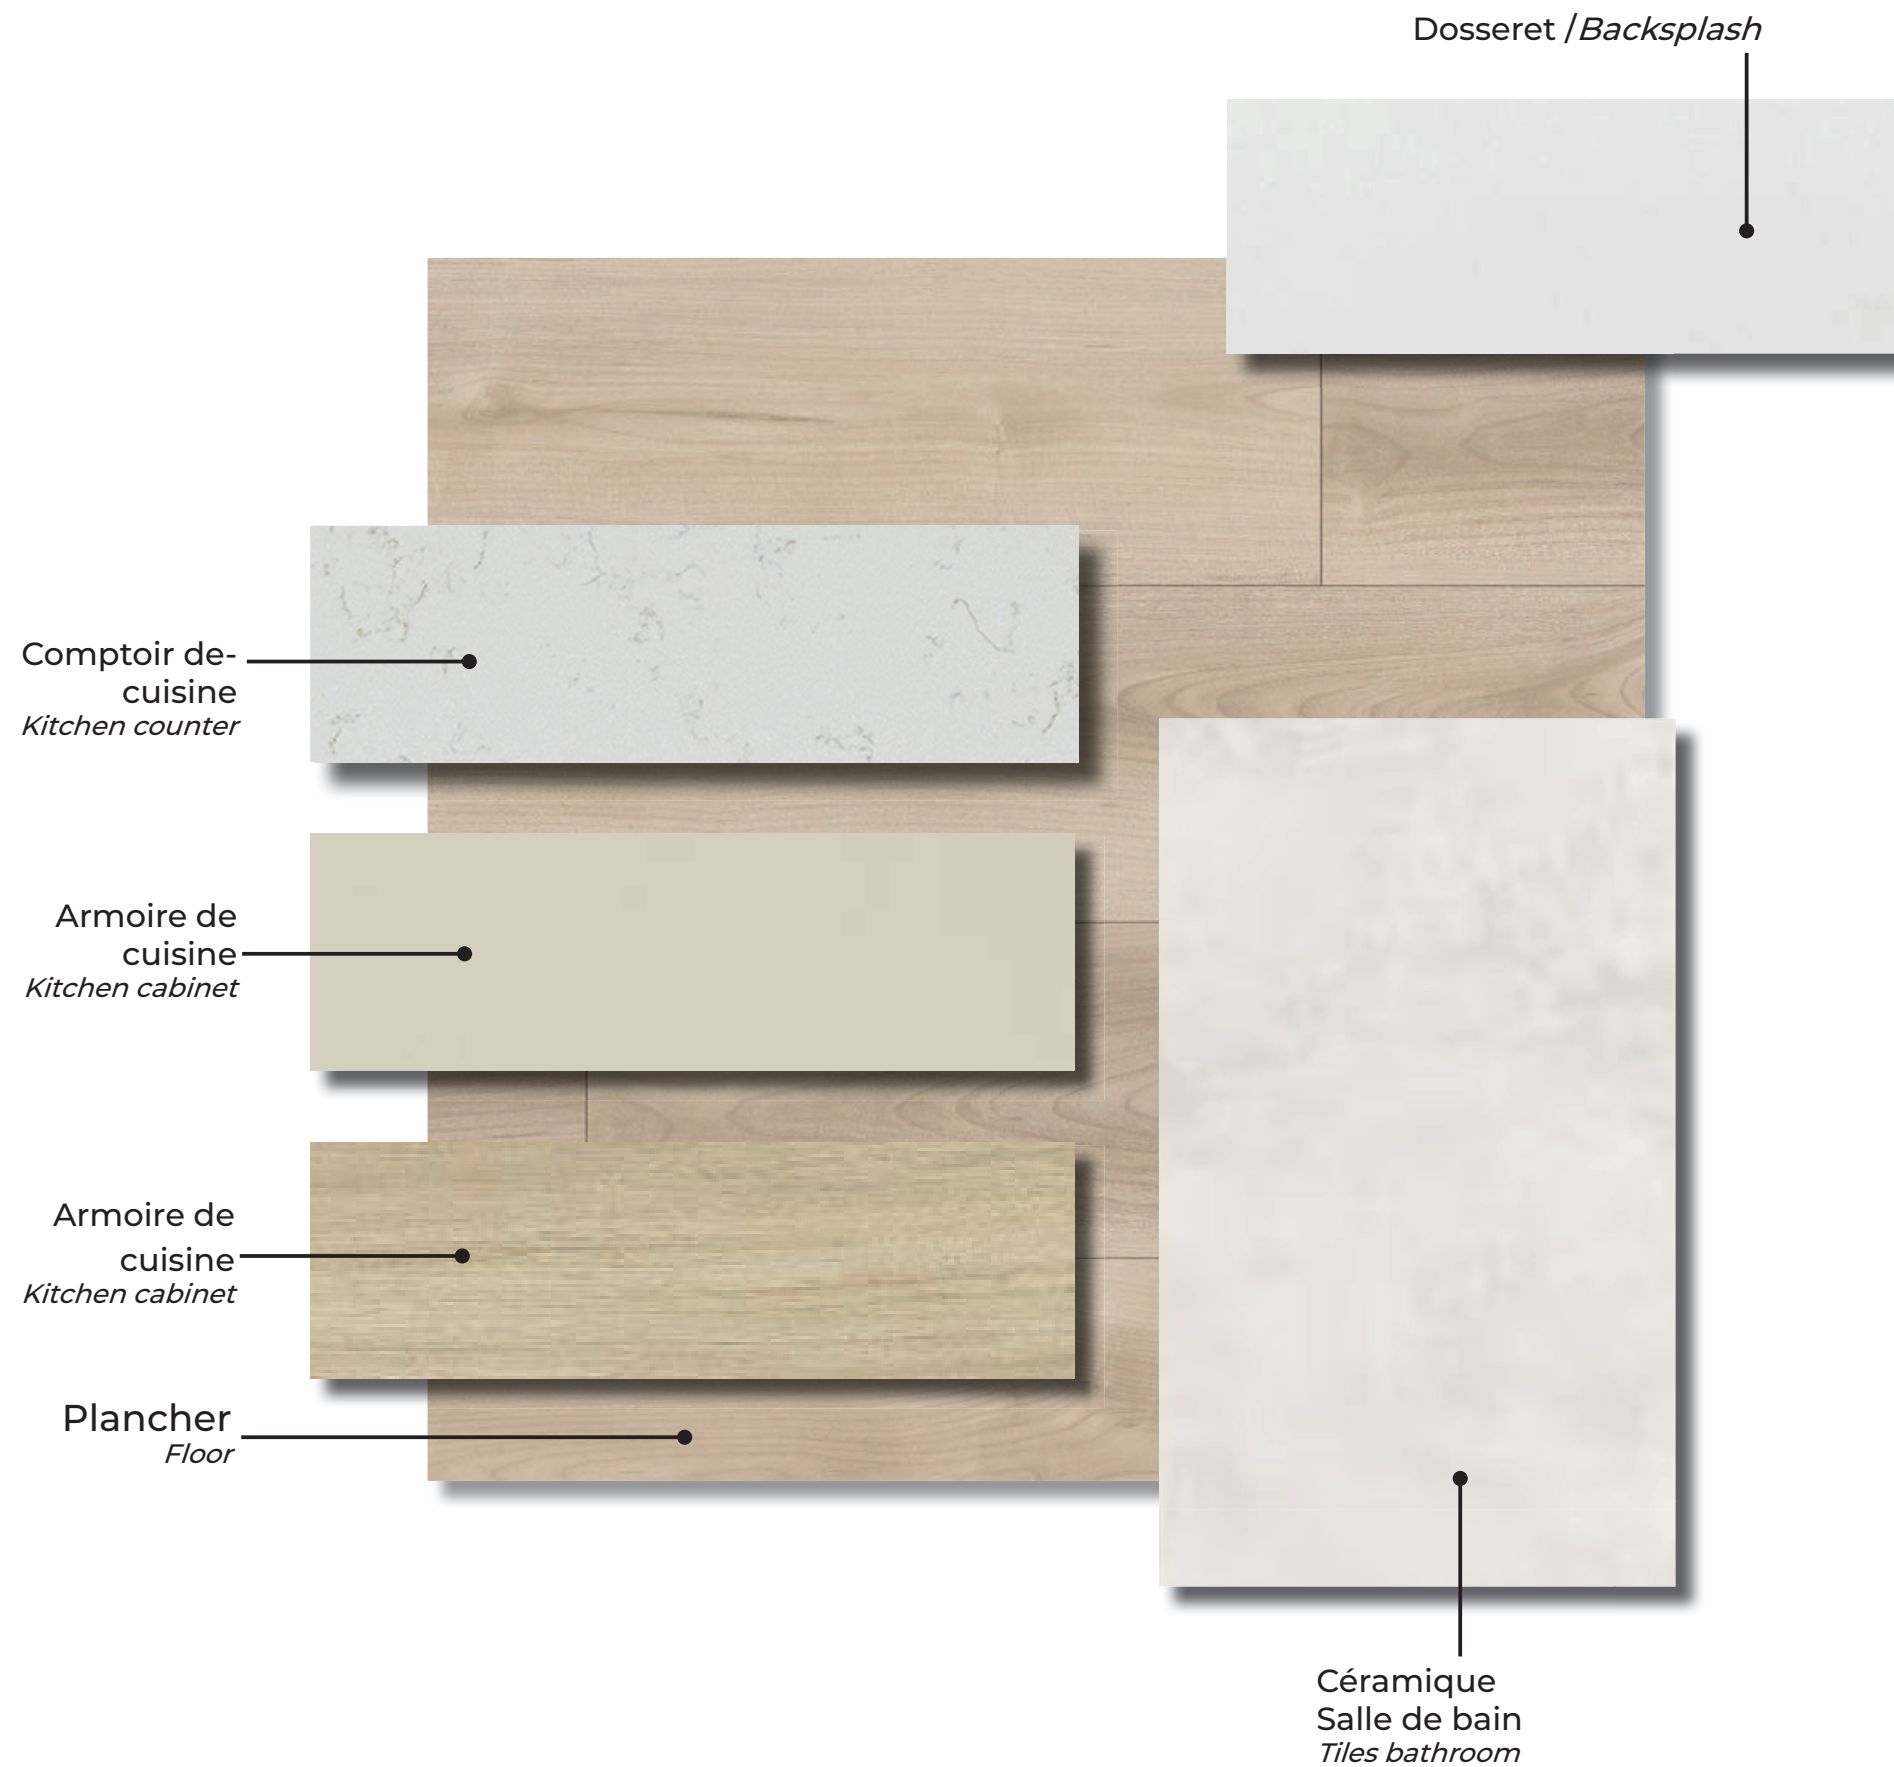 Dosseret / Backsplash
Comptoir de-
cuisine
Kitchen counter
Armoire de
cuisine
Kitchen cabinet
Armoire de
cuisine
Kitchen cabinet
Plancher
Floor
Céramique
Salle de bain
Tiles bathroom